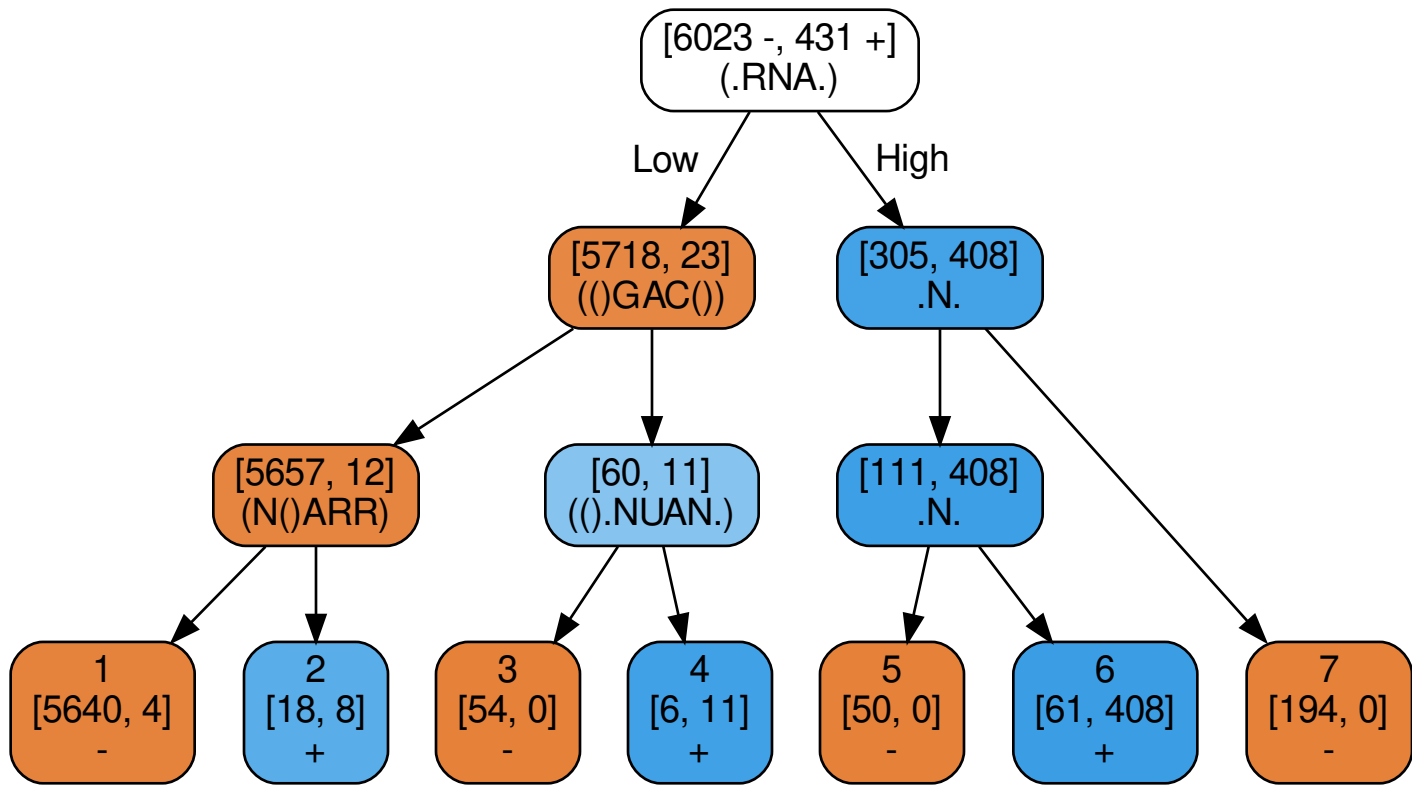 [6023 -, 431 +]
(.RNA.)
Low
High
[5718, 23]
(()GAC())
[305, 408]
.N.
[5657, 12]
(N()ARR)
[60, 11]
(().NUAN.)
[111, 408]
.N.
1
[5640, 4]
-
2
[18, 8]
+
3
[54, 0]
-
4
[6, 11]
+
5
[50, 0]
-
6
[61, 408]
+
7
[194, 0]
-